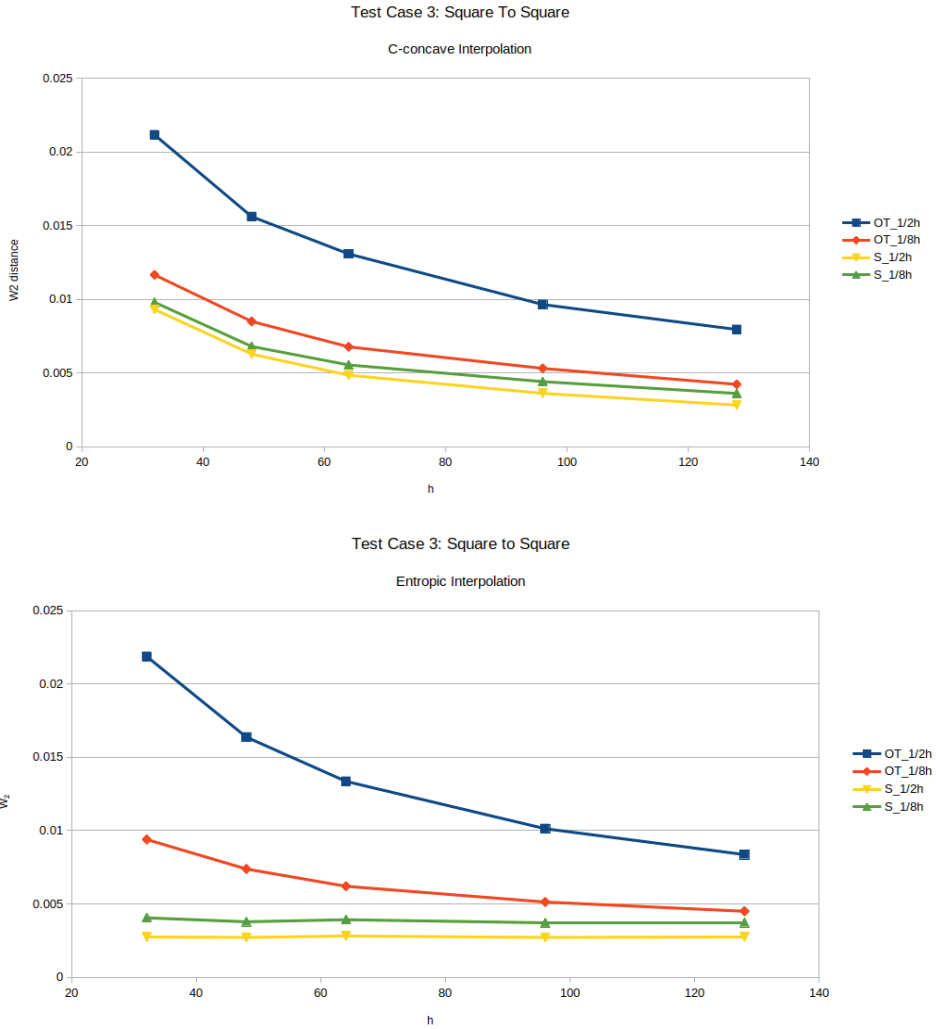 Test Case 3: Square To Square
C-concave Interpolation
0.025
0.02
0.015
0.01
0.005
0
W2 distance
20 40 60 80 100 120 140
h
OT_1/2h
OT_1/8h
S_1/2h
S_1/8h
Test Case 3: Square to Square
Entropic Interpolation
0.025
0.02
0.015
0.01
0.005
0
W₂
20 40 60 80 100 120 140
h
OT_1/2h
OT_1/8h
S_1/2h
S_1/8h